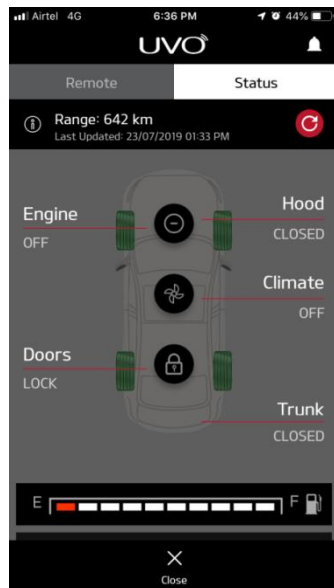 Airtel 4G 6:36 PM 44%
UVO
Remote Status
Range: 642 km
Last Updated: 23/07/2019 01:33 PM
Hood
Engine
CLOSED
OFF
Climate
OFF
Doors
LOCK
Trunk
CLOSED
E F
Close